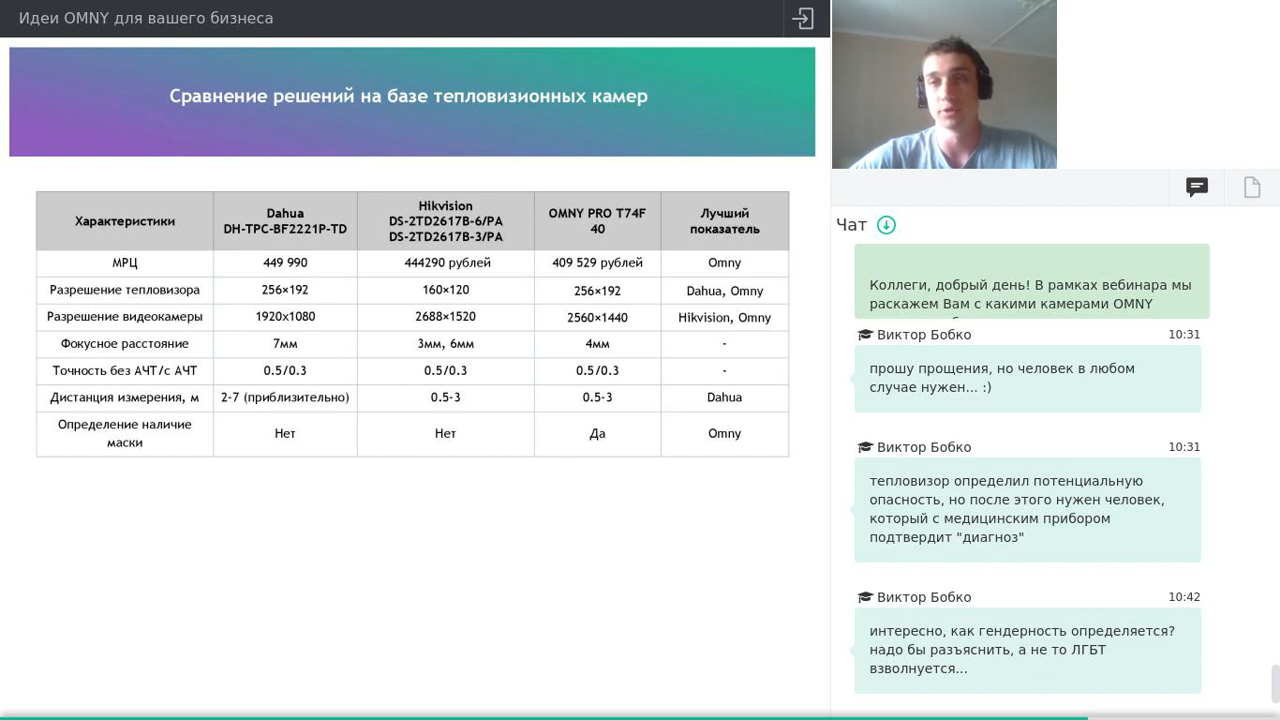 Идеи OMNY для вашего бизнеса
Сравнение решений на базе тепловизионных камер
Характеристики
Dahua
DH-TPC-BF2221P-TD
Hikvision
DS-2TD2617B-6/PA
DS-2TD2617B-3/PA
OMNY PRO T74F
40
Лучший
показатель
МРЦ 449 990 444290 рублей 409 529 рублей Omny
Разрешение тепловизора 256×192 160×120 256×192 Dahua, Omny
Разрешение видеокамеры 1920x1080 2688×1520 2560×1440 Hikvision, Omny
Фокусное расстояние 7мм 3мм, 6мм 4мм -
Точность без АЧТ/с АЧТ 0.5/0.3 0.5/0.3 0.5/0.3 -
Дистанция измерения, м 2-7 (приблизительно) 0.5-3 0.5-3 Dahua
Определение наличие
маски
Нет Нет Да Omny
Чат
Коллеги, добрый день! В рамках вебинара мы
раскажем Вам с какими камерами OMNY
Виктор Бобко 10:31
прошу прощения, но человек в любом
случае нужен... :)
Виктор Бобко 10:31
тепловизор определил потенциальную
опасность, но после этого нужен человек,
который с медицинским прибором
подтвердит "диагноз"
Виктор Бобко 10:42
интересно, как гендерность определяется?
надо бы разъяснить, а не то ЛГБТ
взволнуется...